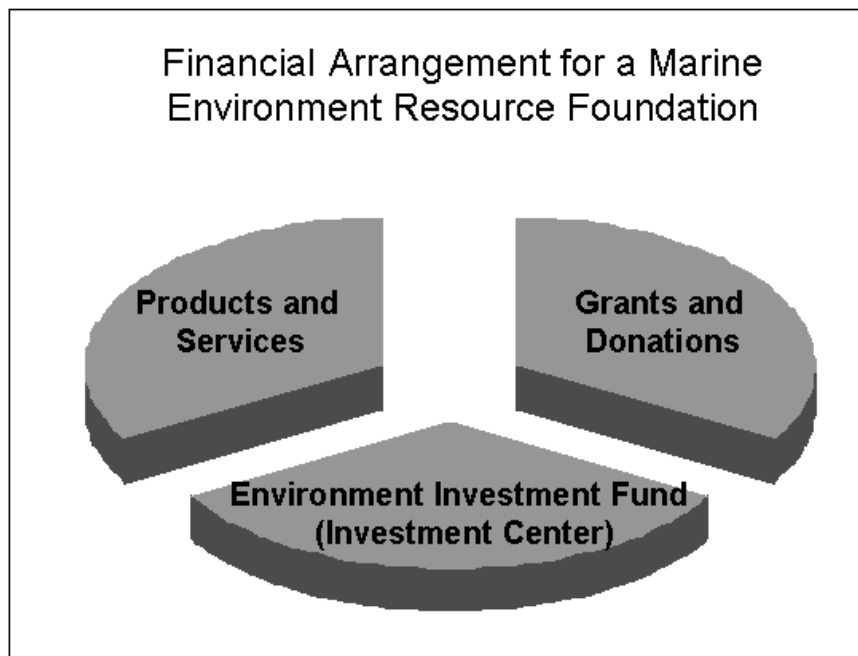 Financial Arrangement for a Marine
Environment Resource Foundation
Products and
Services
Grants and
Donations
Environment Investment Fund
(Investment Center)